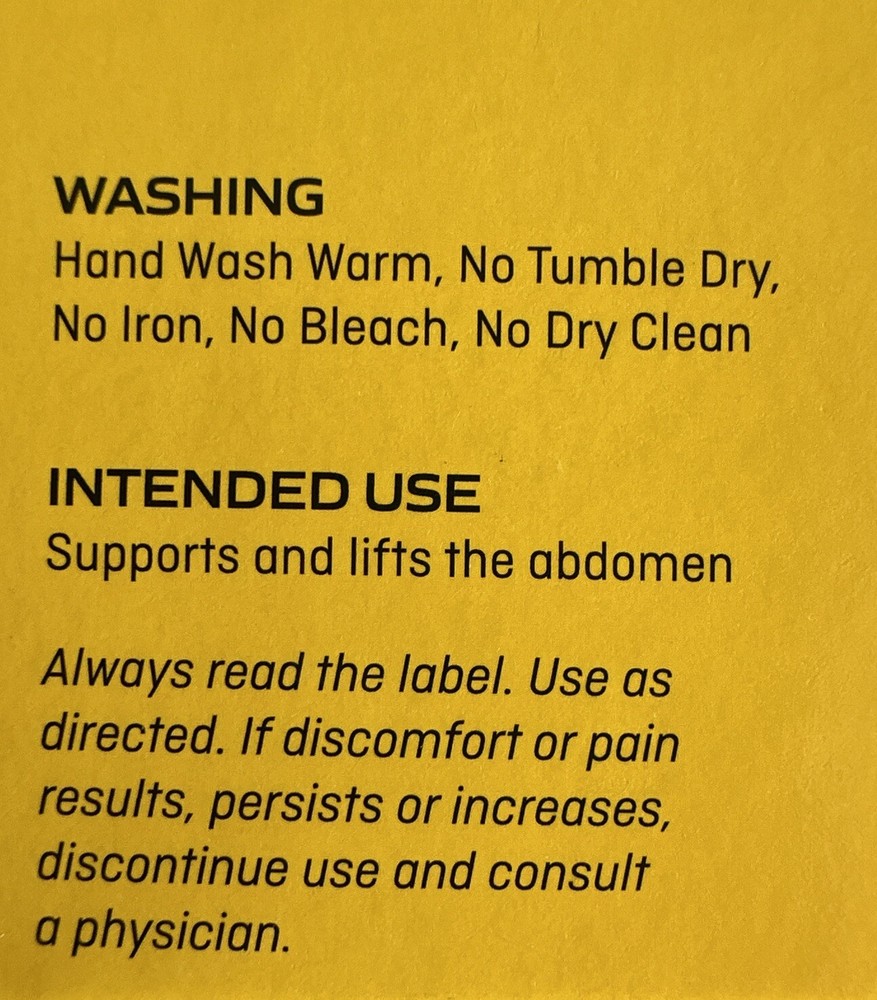 WASHING
Hand Wash Warm, No Tumble Dry,
No Iron, No Bleach, No Dry Clean
INTENDED USE
Supports and lifts the abdomen
Always read the label. Use as
directed. If discomfort or pain
results, persists or increases,
discontinue use and consult
a physician.